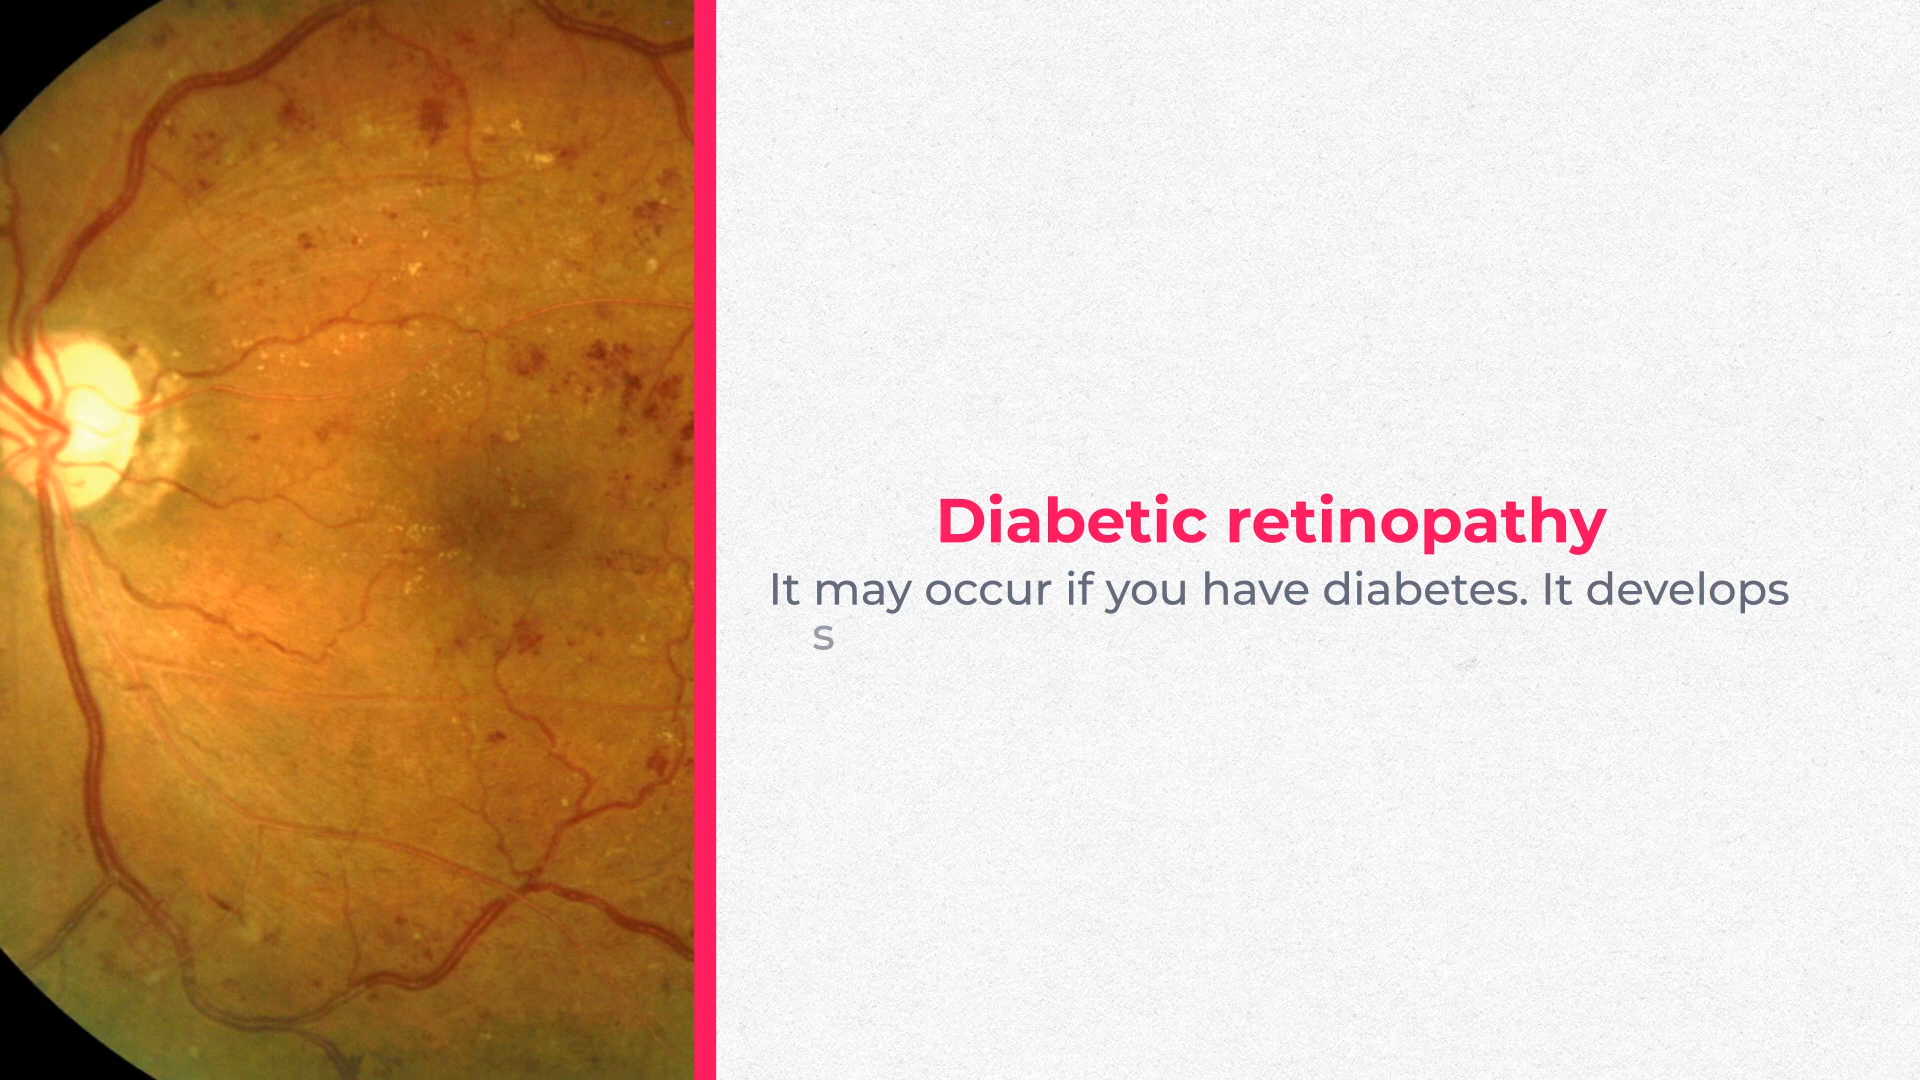 Diabetic retinopathy
It may occur if you have diabetes. It develops
s